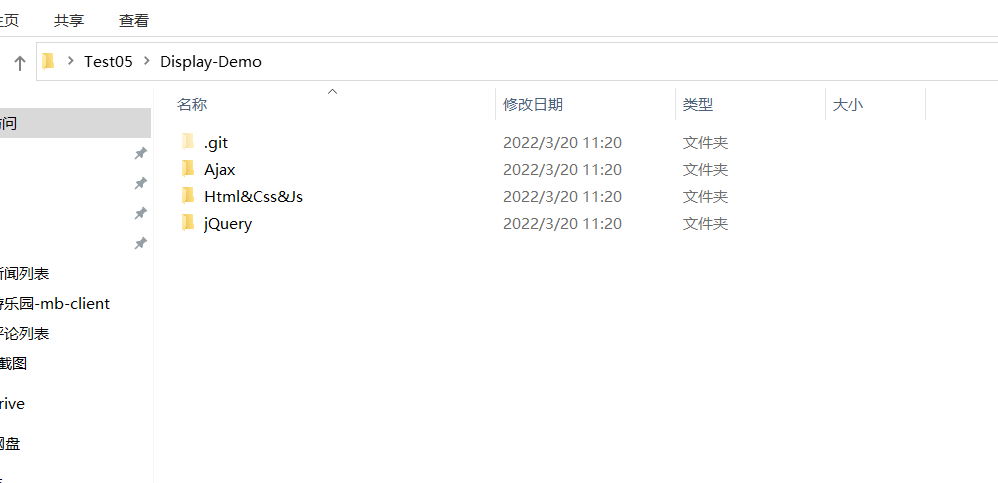 主页 共享 查看
Test05 Display-Demo
名称 修改日期 类型 大小
问
.git 2022/3/20 11:20 文件夹
Ajax 2022/3/20 11:20 文件夹
Html&Css&Js 2022/3/20 11:20 文件夹
jQuery 2022/3/20 11:20 文件夹
新闻列表
乐园-mb-client
评论列表
截图
rive
网盘